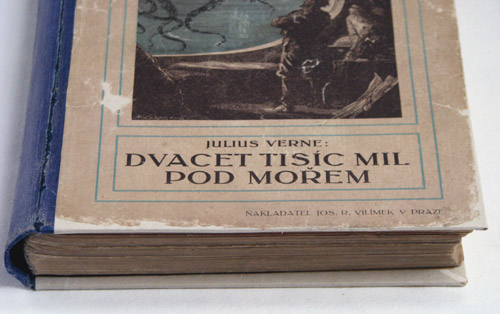 JULIUS VERNE:
DVACET TISÍC MIL
POD MOŘEM
NAKLADATEL JOS. R. VILÍMEK V PRAZE